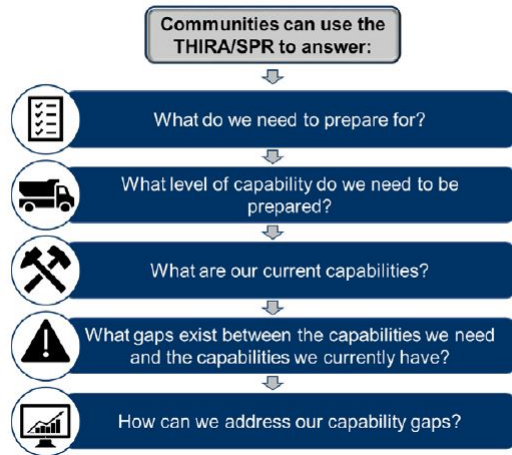 Communities can use the
THIRA/SPR to answer:
What do we need to prepare for?
What level of capability do we need to be
prepared?
What are our current capabilities?
What gaps exist between the capabilities we need
and the capabilities we currently have?
How can we address our capability gaps?